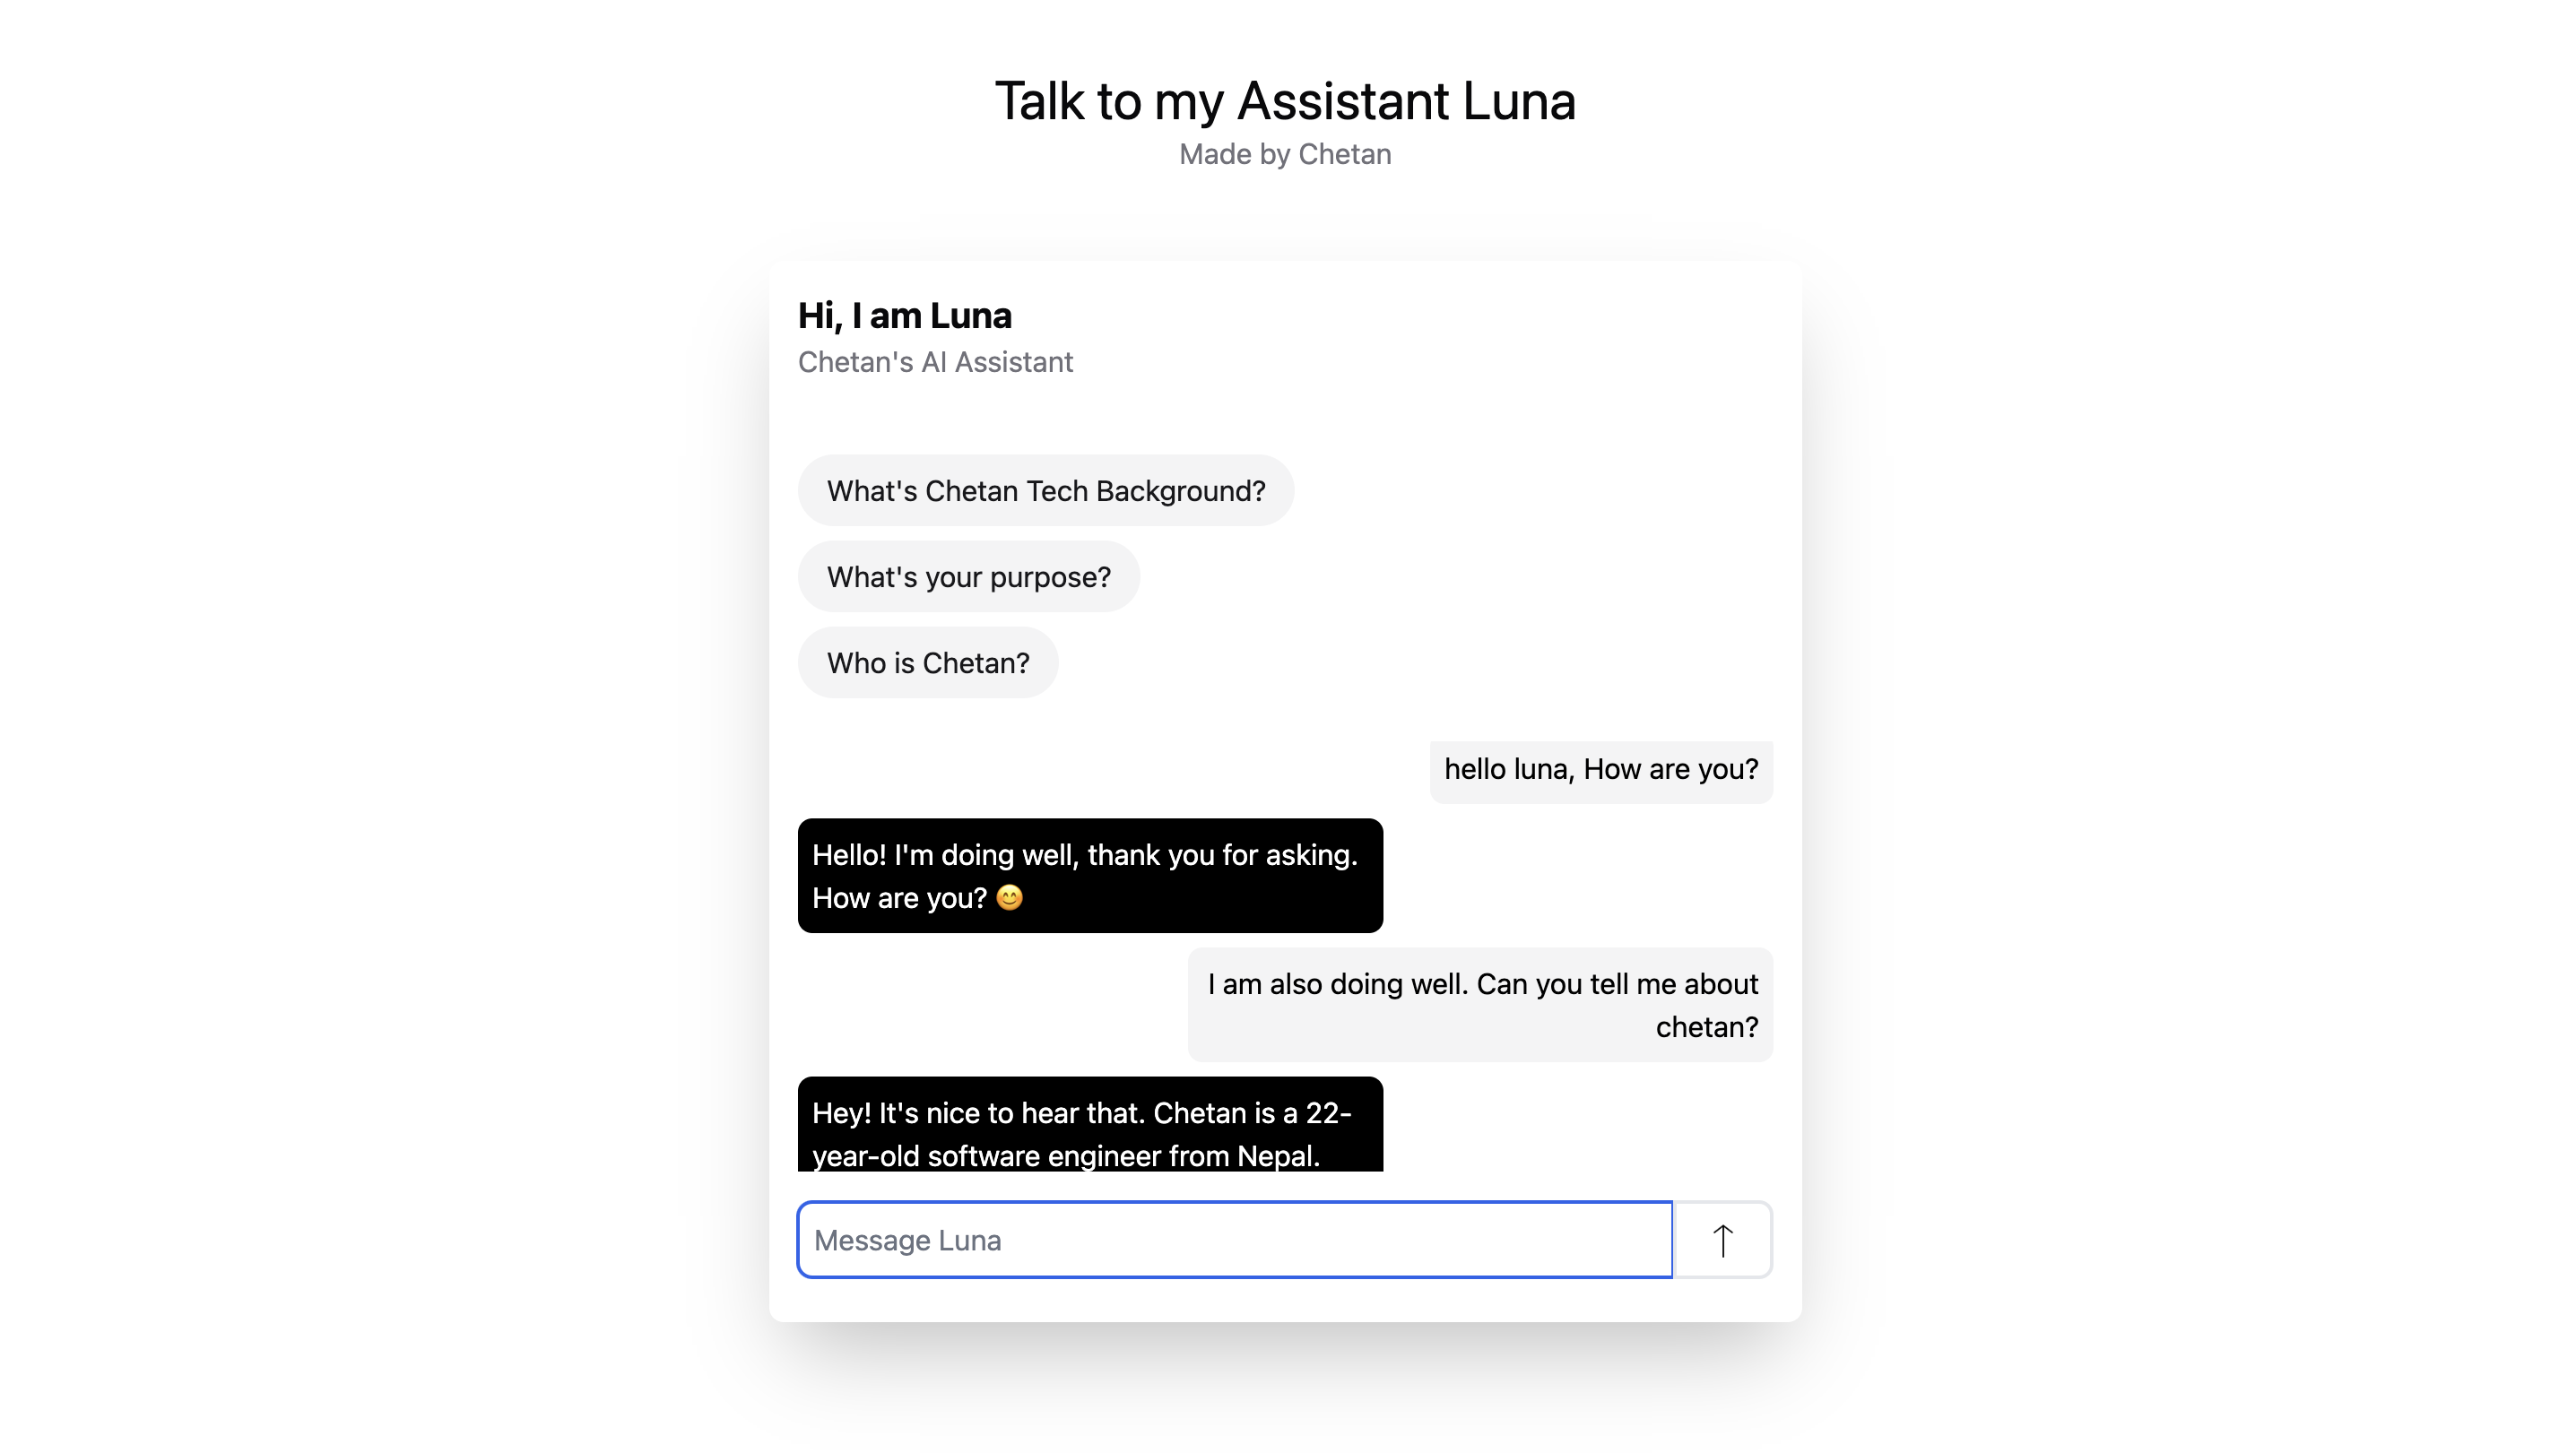 Talk to my Assistant Luna
Made by Chetan
Hi, I am Luna
Chetan's AI Assistant
What's Chetan Tech Background?
What's your purpose?
Who is Chetan?
hello luna, How are you?
Hello! I'm doing well, thank you for asking.
How are you? 😊
I am also doing well. Can you tell me about
chetan?
Hey! It's nice to hear that. Chetan is a 22-
year-old software engineer from Nepal.
Message Luna